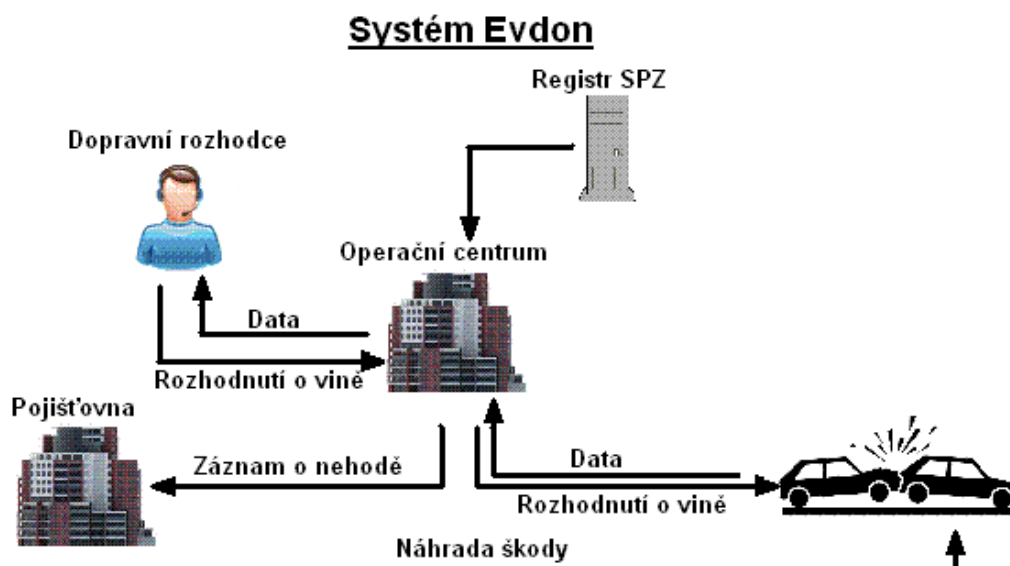 Systém Evdon
Registr SPZ
Dopravní rozhodce
Operační centrum
Data
Rozhodnutí o vině
Pojišťovna
Záznam o nehodě
Data
Rozhodnutí o vině
Náhrada škody